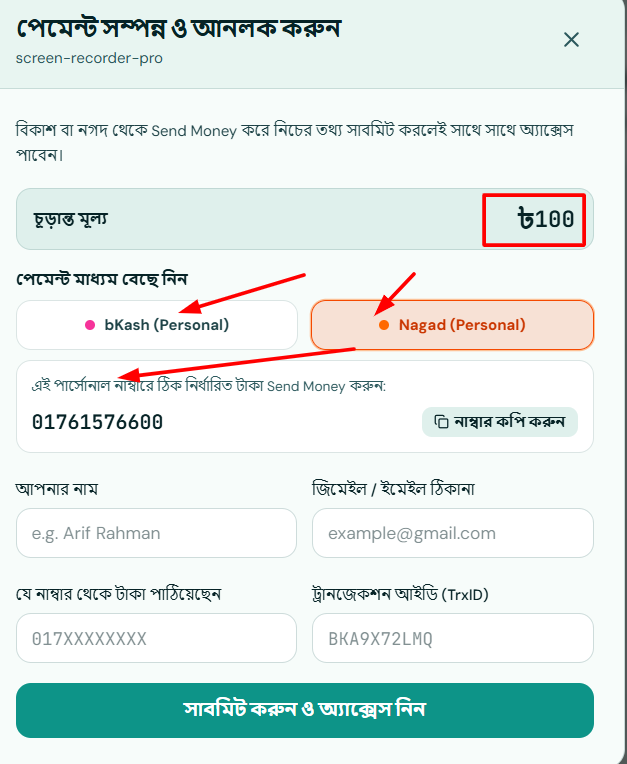 পেমেন্ট সম্পন্ন ও আনলক করুন
screen-recorder-pro
বিকাশ বা নগদ থেকে Send Money করে নিচের তথ্য সাবমিট করলেই সাথে সাথে অ্যাক্সেস
পাবেন।
চূড়ান্ত মূল্য
৳100
পেমেন্ট মাধ্যম বেছে নিন
bKash (Personal)
Nagad (Personal)
এই পার্সোনাল নাম্বারে ঠিক নির্ধারিত টাকা Send Money করুন:
01761576600
নাম্বার কপি করুন
আপনার নাম
জিমেইল / ইমেইল ঠিকানা
e.g. Arif Rahman
example@gmail.com
যে নাম্বার থেকে টাকা পাঠিয়েছেন
ট্রানজেকশন আইডি (TrxID)
017XXXXXXXX
BKA9X72LMQ
সাবমিট করুন ও অ্যাক্সেস নিন